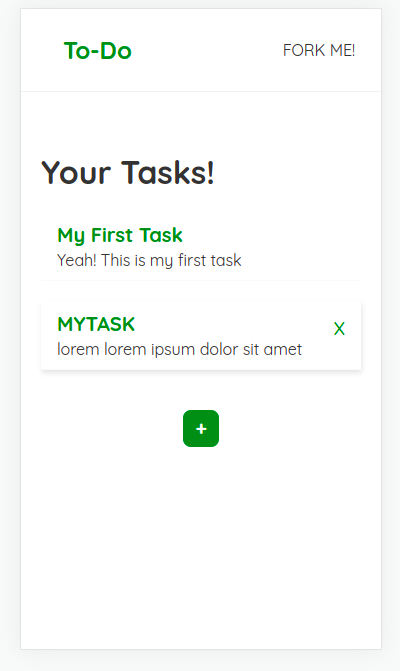 To-Do
FORK ME!
Your Tasks!
My First Task
Yeah! This is my first task
MYTASK
X
lorem lorem ipsum dolor sit amet
+